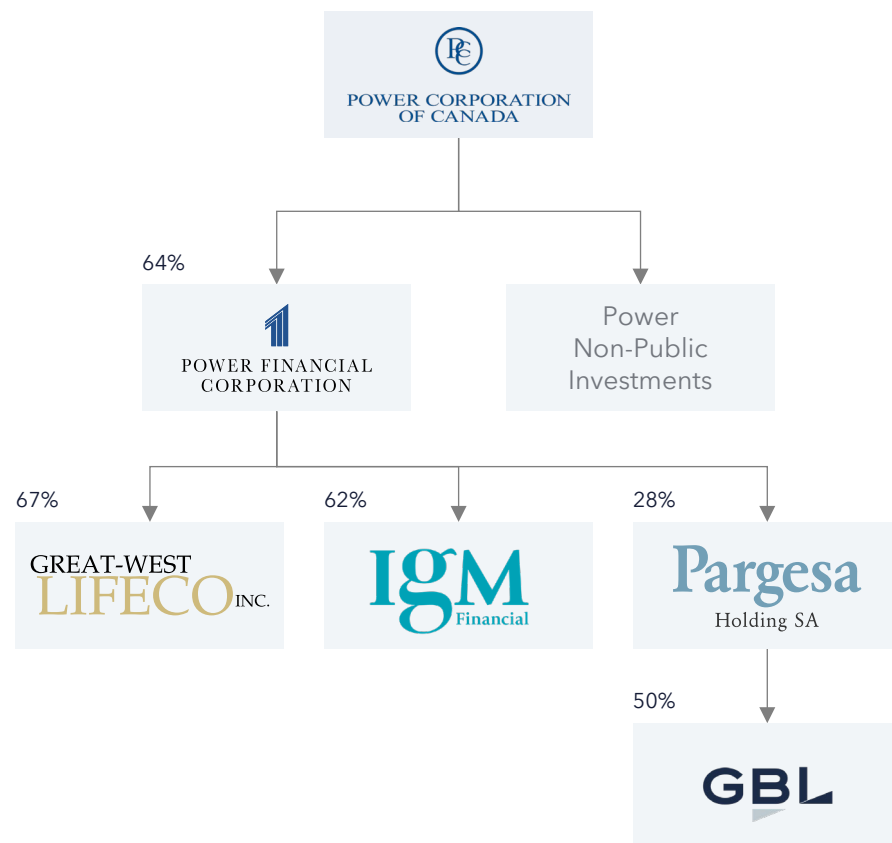 PCC
POWER CORPORATION
OF CANADA
64%
POWER FINANCIAL
CORPORATION
Power
Non-Public
Investments
67%
62%
28%
GREAT-WEST
LIFECO INC.
IGM
Financial
Pargesa
Holding SA
50%
GBL